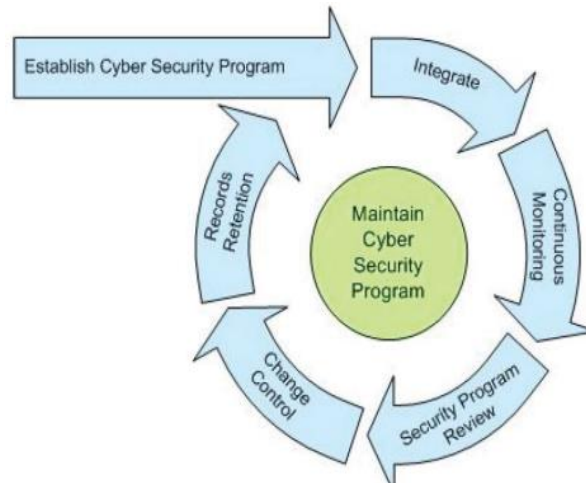 Establish Cyber Security Program
Integrate
Continuous
Monitoring
Security Program
Review
Change
Control
Records
Retention
Maintain
Cyber
Security
Program